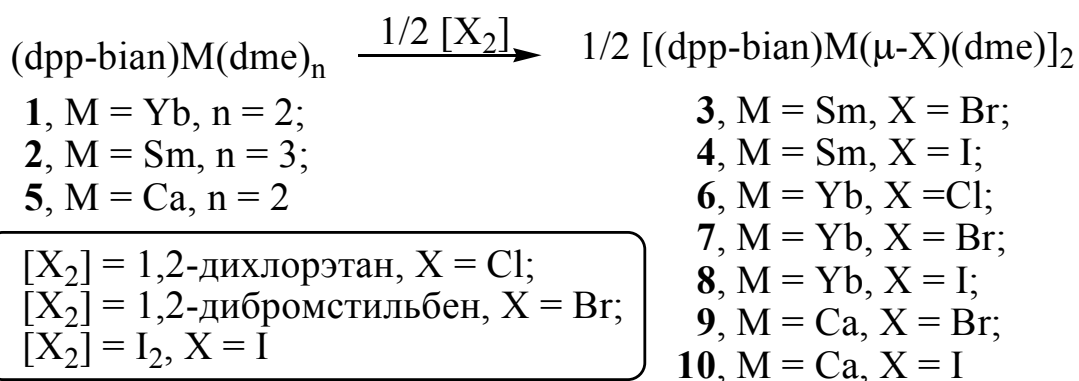 (dpp-bian)M(dme)n 1/2 [X2] 1/2 [(dpp-bian)M(μ-X)(dme)]2
1, M = Yb, n = 2;
2, M = Sm, n = 3;
5, M = Ca, n = 2
3, M = Sm, X = Br;
4, M = Sm, X = I;
6, M = Yb, X =Cl;
7, M = Yb, X = Br;
8, M = Yb, X = I;
9, M = Ca, X = Br;
10, M = Ca, X = I
[X2] = 1,2-дихлорэтан, X = Cl;
[X2] = 1,2-дибромстильбен, X = Br;
[X2] = I2, X = I